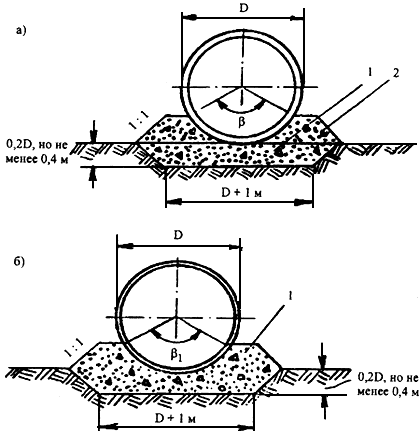 а)
D
1
2
1:1
β
0,2D, но не
менее 0,4 м
D + 1 м
б)
D
1
1:1
β1
0,2D, но не
менее 0,4 м
D + 1 м